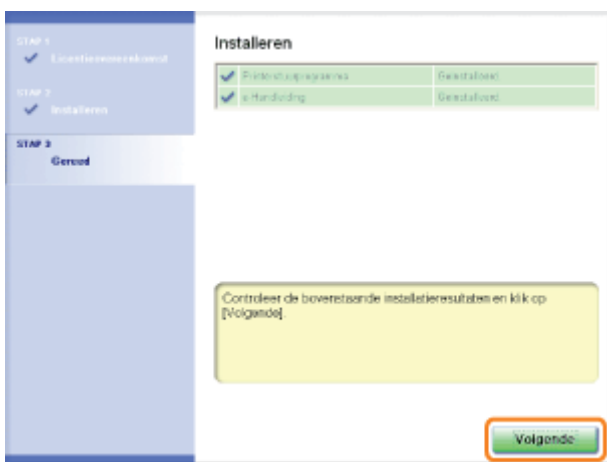 STAP 1
Licentieovereenkomst
STAP 2
Installeren
STAP 3
Gereed
Installeren
Printerstuurprogramma Geïnstalleerd
e-Handleiding Geïnstalleerd
Controleer de bovenstaande installatieresultaten en klik op
[Volgende].
Volgende